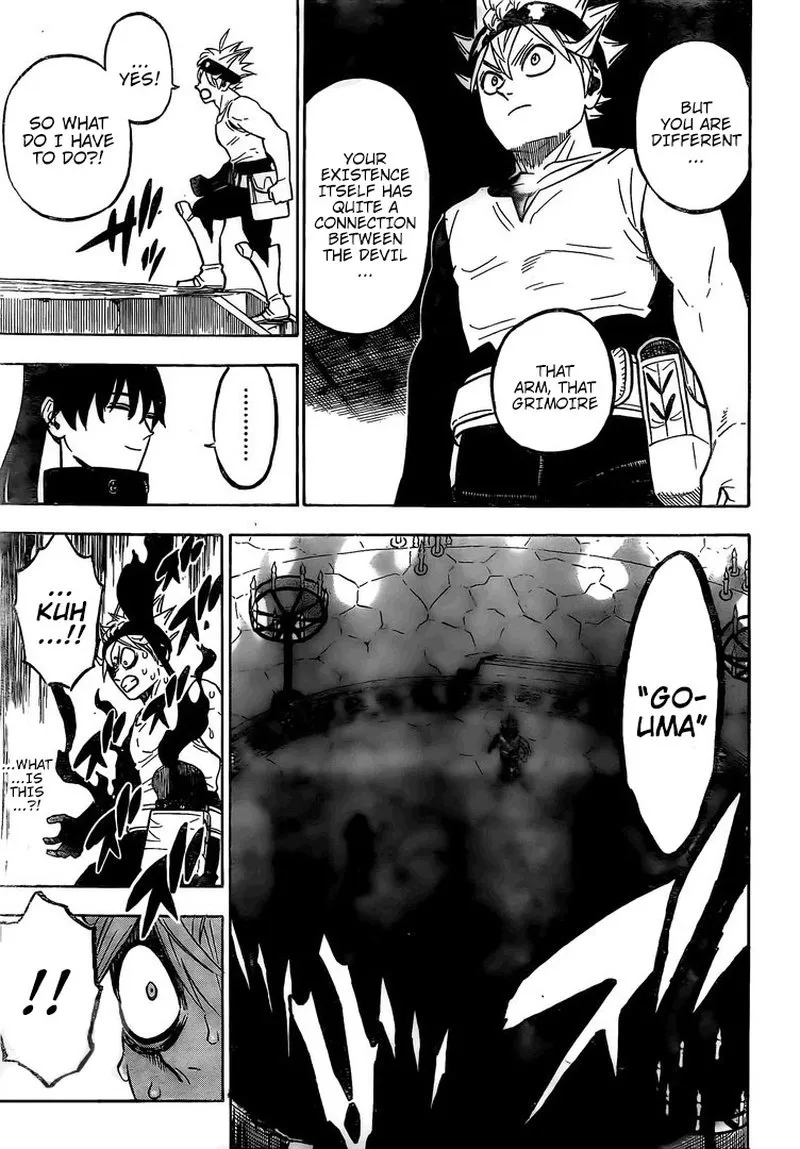 BUT
YOU ARE
DIFFERENT
...
YOUR
EXISTENCE
ITSELF HAS
QUITE A
CONNECTION
BETWEEN
THE DEVIL
...
THAT
ARM, THAT
GRIMOIRE
...
YES!
SO WHAT
DO I HAVE
TO DO?!
.........
"GO-
UMA"
...
KUH
...!!
...WHAT
...IS
THIS
...?!
!!